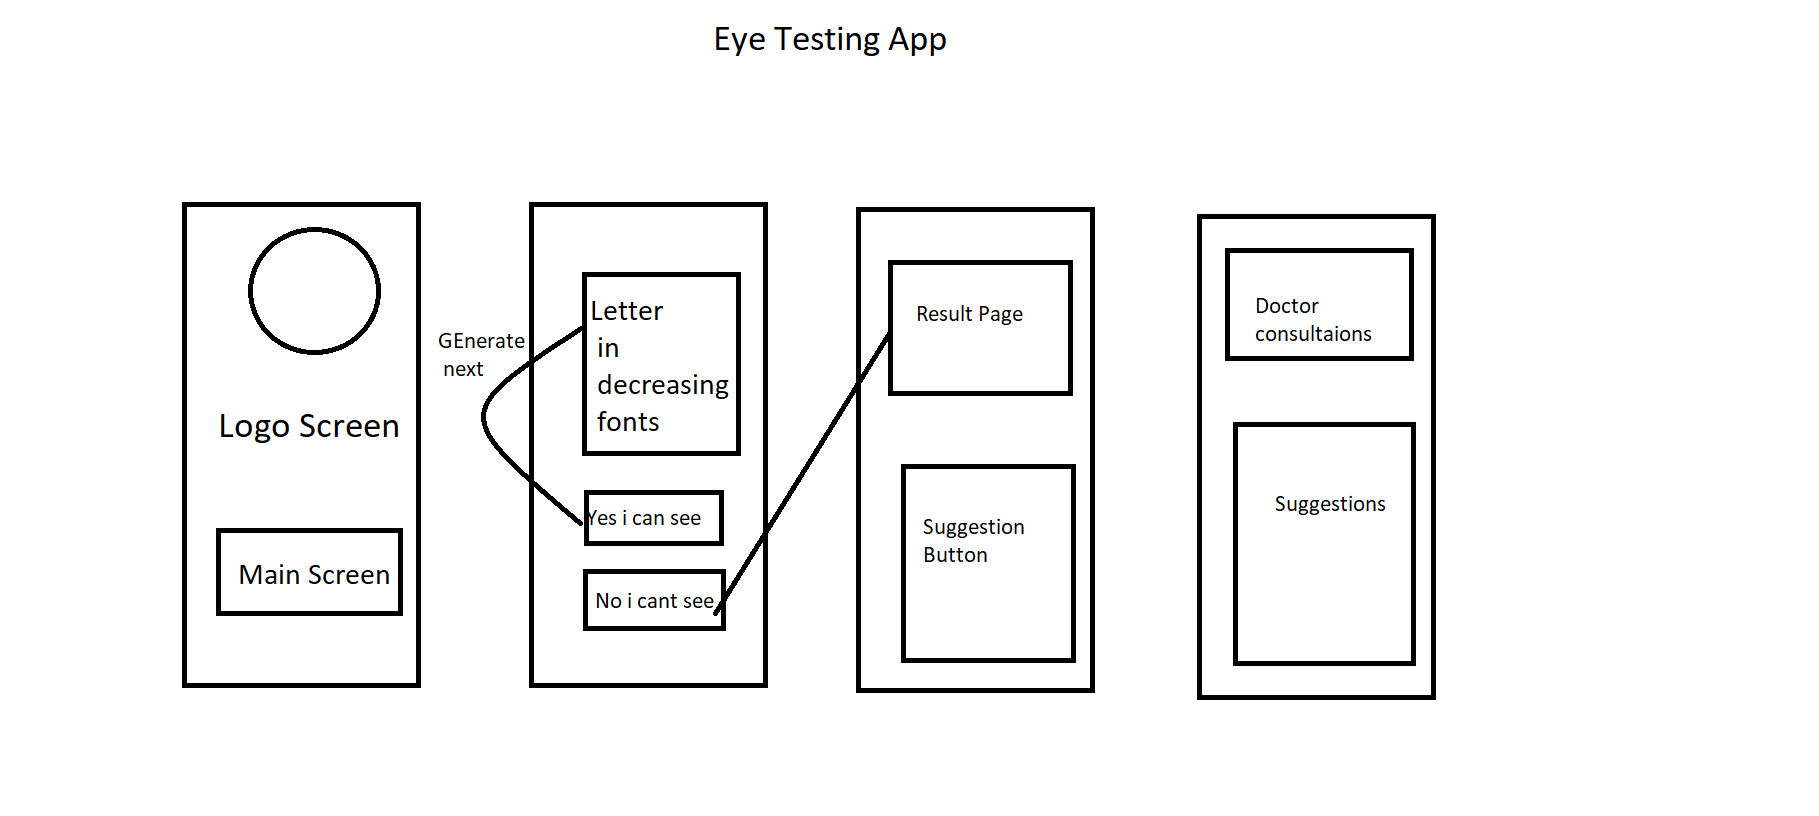 Eye Testing App
Logo Screen
Main Screen
GEnerate
next
Letter
in
decreasing
fonts
Yes i can see
No i cant see
Result Page
Suggestion
Button
Doctor
consultaions
Suggestions